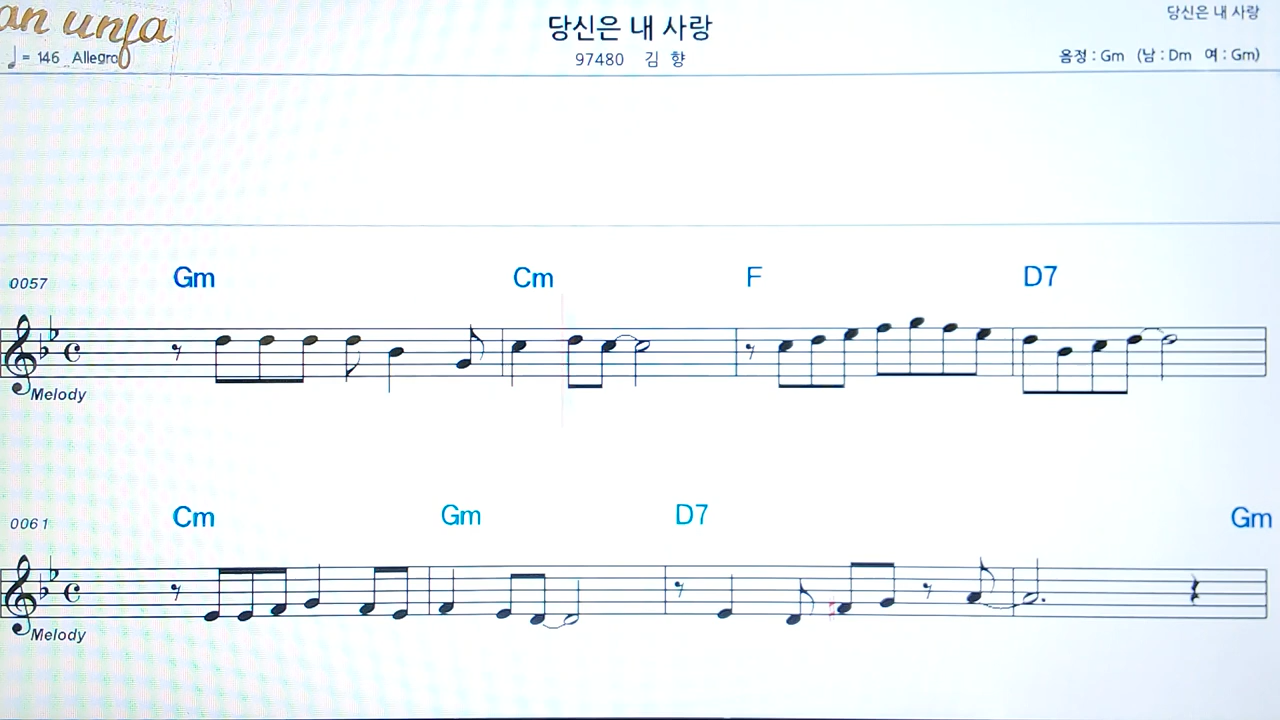 an unfa
당신은 내 사랑
당신은 내 사랑
♩ = 146 Allegro
97480 김 향
음정 : Gm (남 : Dm 여 : Gm)
0057 Gm Cm F D7
Melody
0061 Cm Gm D7 Gm
Melody